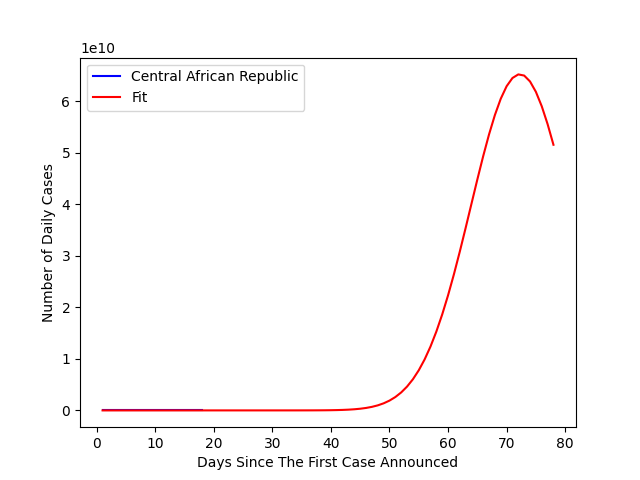 1e10
Central African Republic
Fit
6
5
4
3
2
1
0
Number of Daily Cases
0 10 20 30 40 50 60 70 80
Days Since The First Case Announced